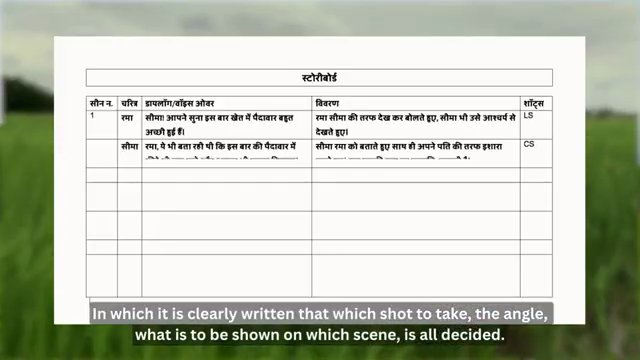 स्टोरीबोर्ड
सीन न. चरित्र डायलॉग/वॉइस ओवर विवरण शॉट्स
1 रमा सीमा! आपने सुना इस बार खेत में पैदावार बहुत रमा सीमा की तरफ देख कर बोलते हुए, सीमा भी उसे आश्चर्य से LS
अच्छी हुई हैं। देखते हुए।
सीमा रमा, ये भी बता रही थी कि इस बार की पैदावार में सीमा रमा को बताते हुए साथ ही अपने पति की तरफ इशारा CS
In which it is clearly written that which shot to take, the angle,
what is to be shown on which scene, is all decided.